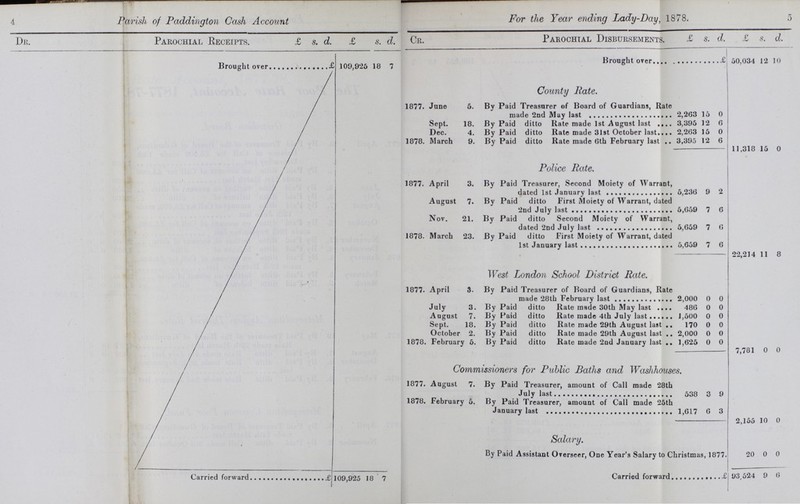 4 Parish of Paddington Cash Account
DR. PAROCHIAL RECEIPTS. £ s. d. £ s. d.
Brought over..............£ 109,925 18 7
Carried forward..................£ 109,925 18 7
For the Year ending Lady-Day, 1878. 5
CR. PAROCHIAL DISBURSEMENTS. £ s. d. £ s. d.
Brought over.... ...........£ 50,034 12 10
County Rate.
1877. June 5. By Paid Treasurer of Board of Guardians, Rate
made 2nd May last .................... 2,263 15 0
Sept. 18. By Paid ditto Rate made 1st August last .... 3,395 12 6
Dec. 4. By Paid ditto Rate made 31st October last.... 2,263 15 0
1878. March 9. By Paid ditto Rate made 6th February last .. 3,395 12 6
11,318 15 0
Police Rate.
1877. April 3. By Paid Treasurer, Second Moiety of Warrant,
dated 1st January last ................ 5,236 9 2
August 7. By Paid ditto First Moiety of Warrant, dated
2nd July last ........................ 5,659 7 6
Nov. 21. By Paid ditto Second Moiety of Warrant,
dated 2nd July last .................. 5,659 7 6
1878. March 23. By Paid ditto First Moiety of Warrant, dated
1st January last ...................... 5,659 7 6
22,214 11 8
West London School District Rate.
1877. April 3. By Paid Treasurer of Board of Guardians, Rate
made 28th February last .............. 2,000 0 0
July 3. By Paid ditto Rate made 30th May last .... 486 0 0
August 7. By Paid ditto Rate made 4th July last...... 1,500 0 0
Sept. 18. By Paid ditto Rate made 29th August last .. 170 0 0
October 2. By Paid ditto Rate made 29th August last .. 2,000 0 0
1878. February 5. By Paid ditto Rate made 2nd January last .. 1,625 0 0
7,781 0 0
Commissioners for Public Baths and Washhouses.
1877. August 7. By Paid Treasurer, amount of Call made 28th
July last............................ 538 3 9
1878. February 5. By Paid Treasurer, amount of Call made 25th
January last ............................ 1,617 6 3
2,155 10 0
Salary.
By Paid Assistant Overseer, One Year's Salary to Christmas, 1877. 20 0 0
Carried forward............£ 93,524 9 6